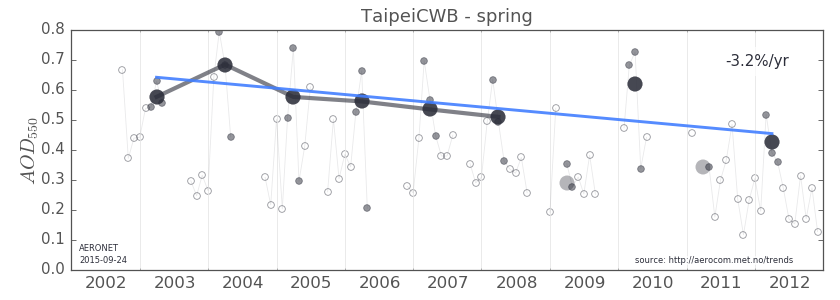 TaipeiCWB - spring
0.8
0.7
0.6
0.5
0.4
0.3
0.2
0.1
0.0
AOD550
-3.2%/yr
AERONET
2015-09-24
source: http://aerocom.met.no/trends
2002 2003 2004 2005 2006 2007 2008 2009 2010 2011 2012